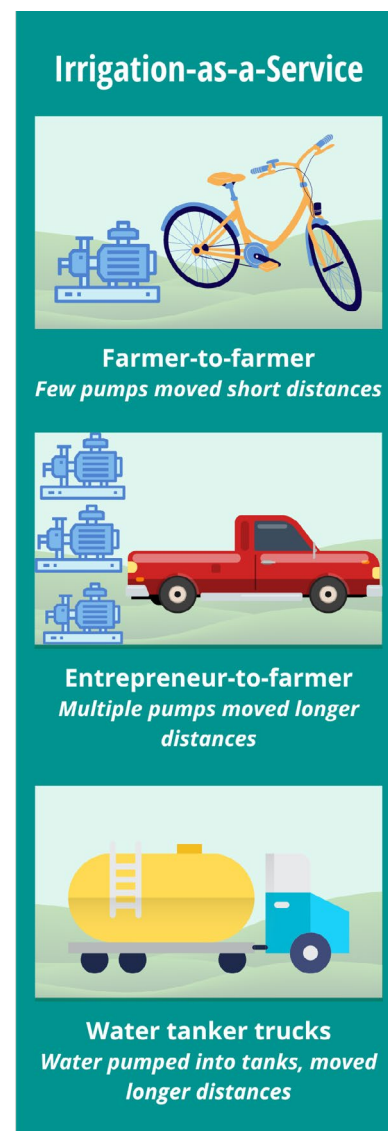 Irrigation-as-a-Service
Farmer-to-farmer
Few pumps moved short distances
Entrepreneur-to-farmer
Multiple pumps moved longer
distances
Water tanker trucks
Water pumped into tanks, moved
longer distances